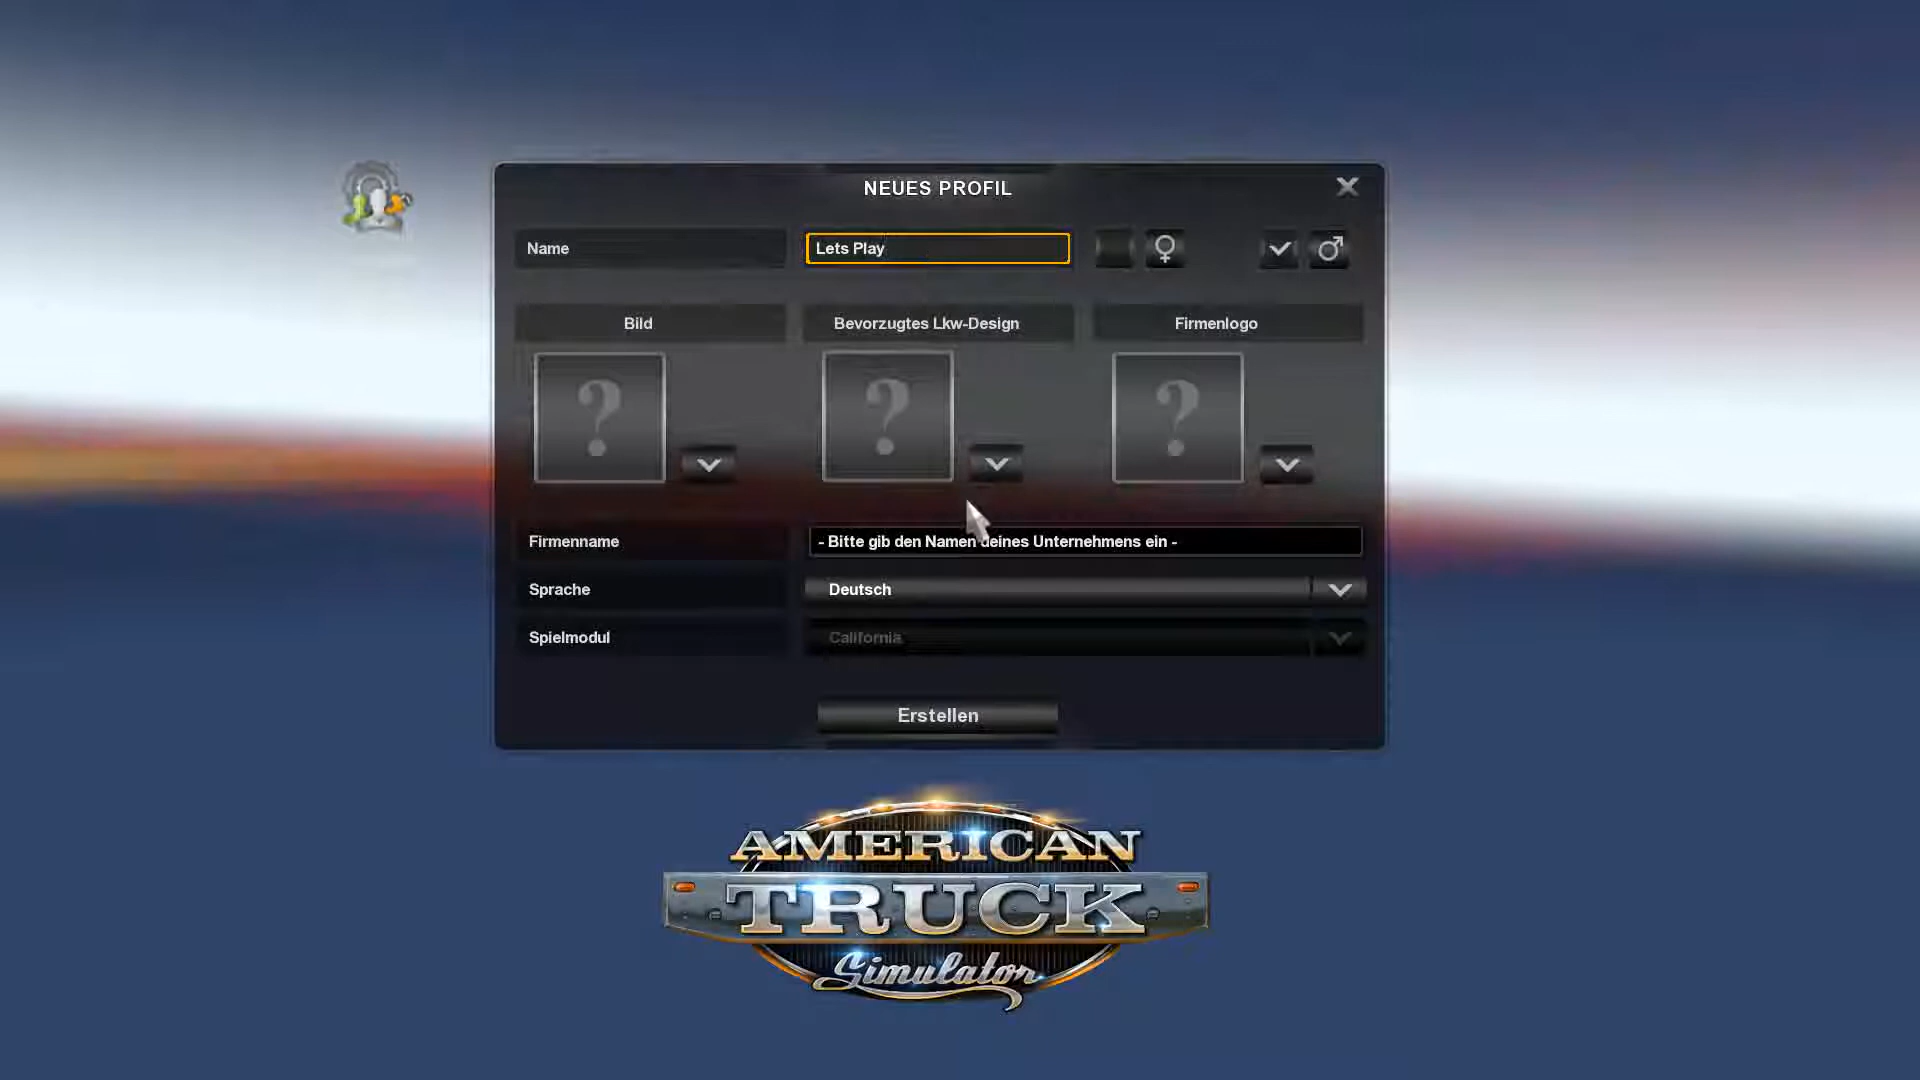 NEUES PROFIL
Name
Lets Play
Bild
Bevorzugtes Lkw-Design
Firmenlogo
?
?
?
Firmenname
- Bitte gib den Namen deines Unternehmens ein -
Sprache
Deutsch
Spielmodul
California
Erstellen
AMERICAN
TRUCK
Simulator